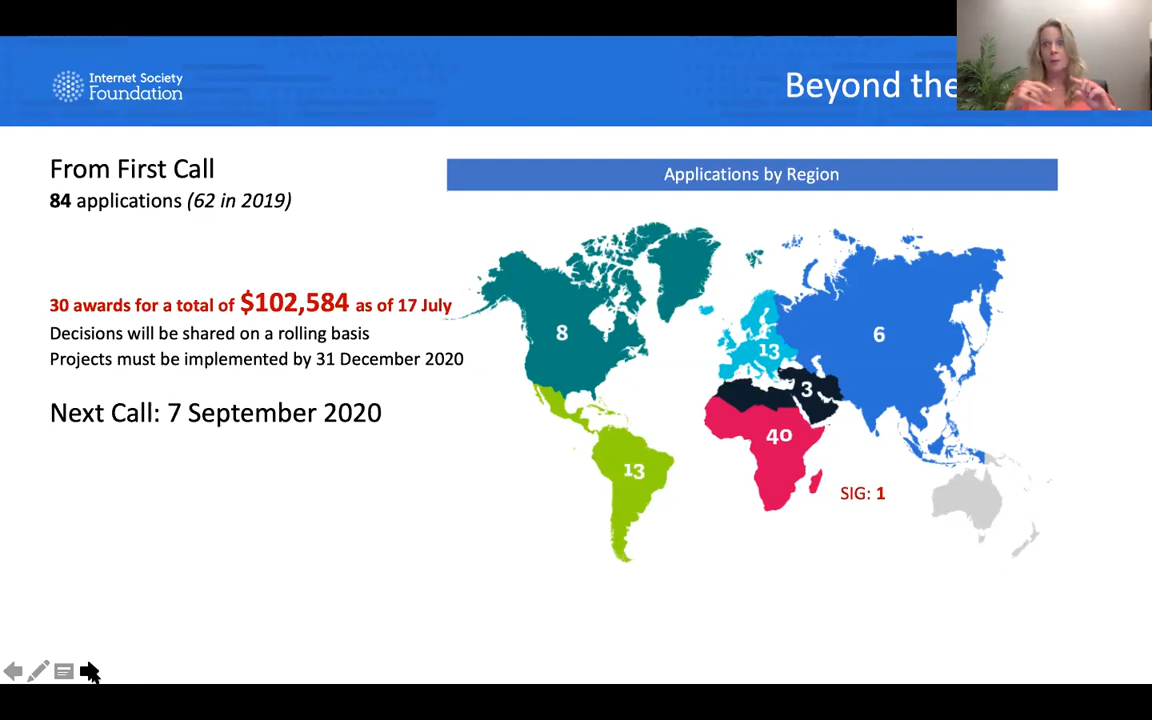 Internet Society
Foundation
Beyond the
From First Call
84 applications (62 in 2019)
30 awards for a total of $102,584 as of 17 July
Decisions will be shared on a rolling basis
Projects must be implemented by 31 December 2020
Next Call: 7 September 2020
Applications by Region
8
6
13
3
40
13
SIG: 1